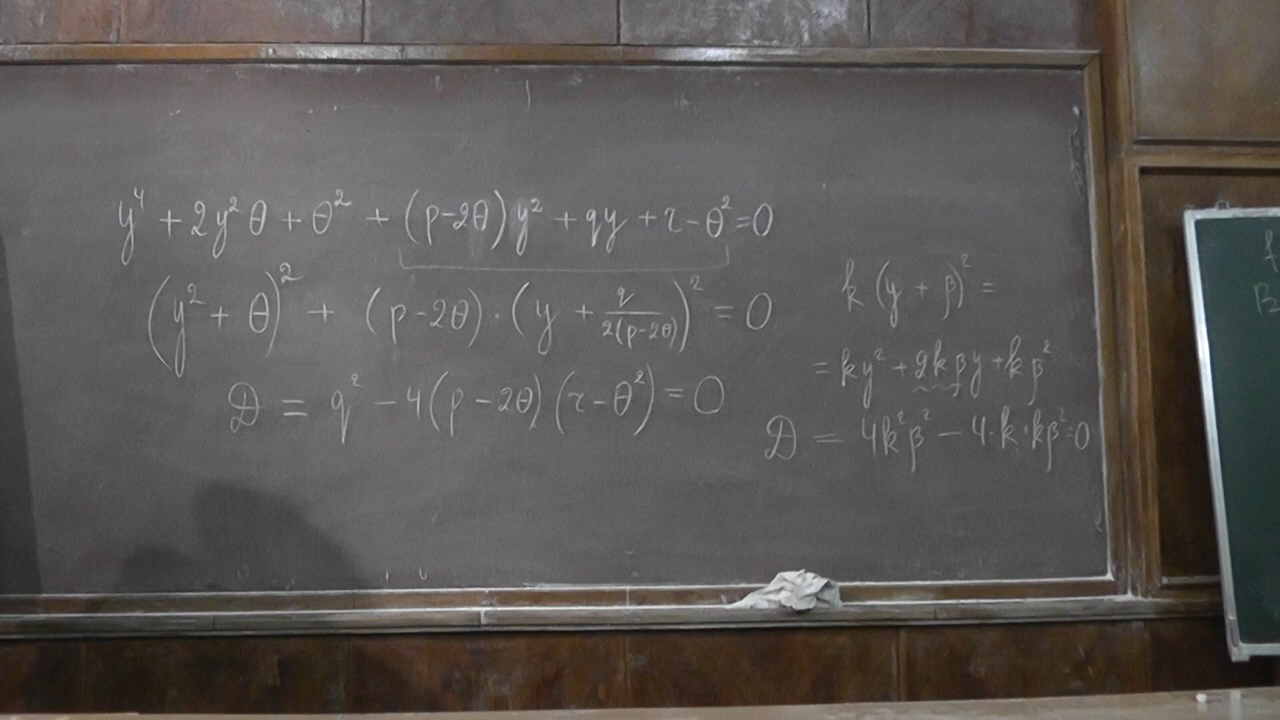 y⁴ + 2y²θ + θ² + (p-2θ)y² + qy + r - θ² = 0
(y² + θ)² + (p-2θ)·(y + q/2(p-2θ))² = 0
D = q² - 4(p-2θ)(r-θ²) = 0
k(y + β)² =
= ky² + 2kβy + kβ²
D = 4k²β² - 4·k·kβ² = 0